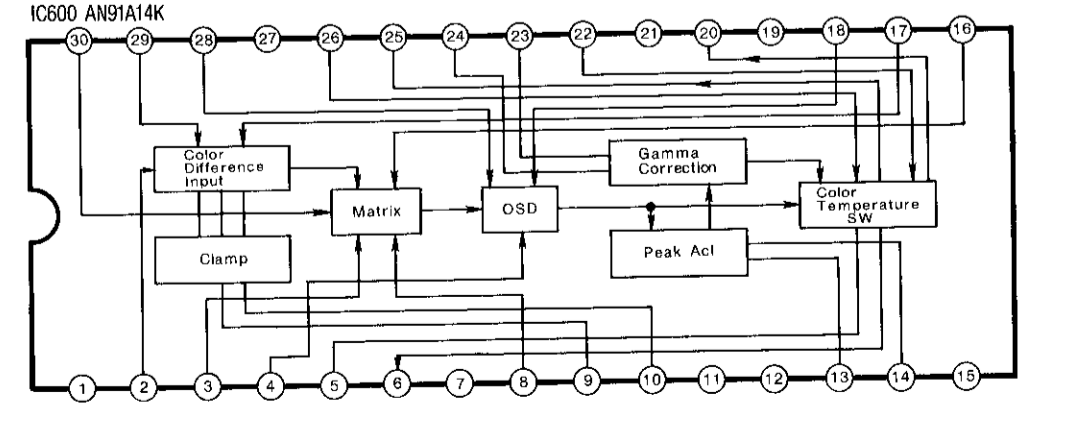 IC600 AN91A14K
30 29 28 27 26 25 24 23 22 21 20 19 18 17 16
Color
Difference
Input
Gamma
Correction
Matrix
OSD
Color
Temperature
SW
Clamp
Peak Acl
1 2 3 4 5 6 7 8 9 10 11 12 13 14 15